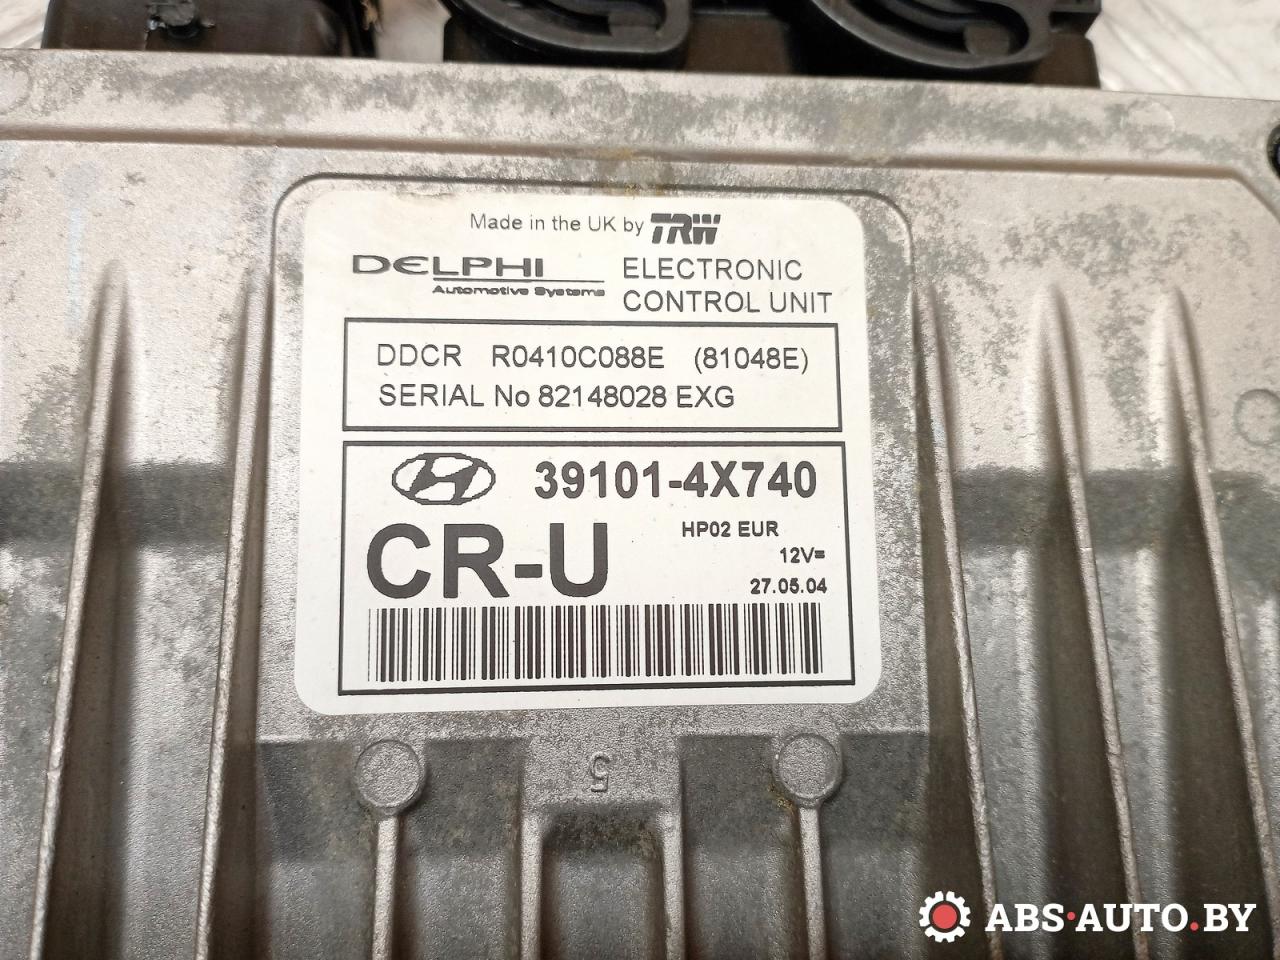 Made in the UK by TRW
DELPHI
Automotive Systems
ELECTRONIC
CONTROL UNIT
DDCR R0410C088E (81048E)
SERIAL No 82148028 EXG
39101-4X740
CR-U
HP02 EUR
12V=
27.05.04
5
ABS·AUTO.BY